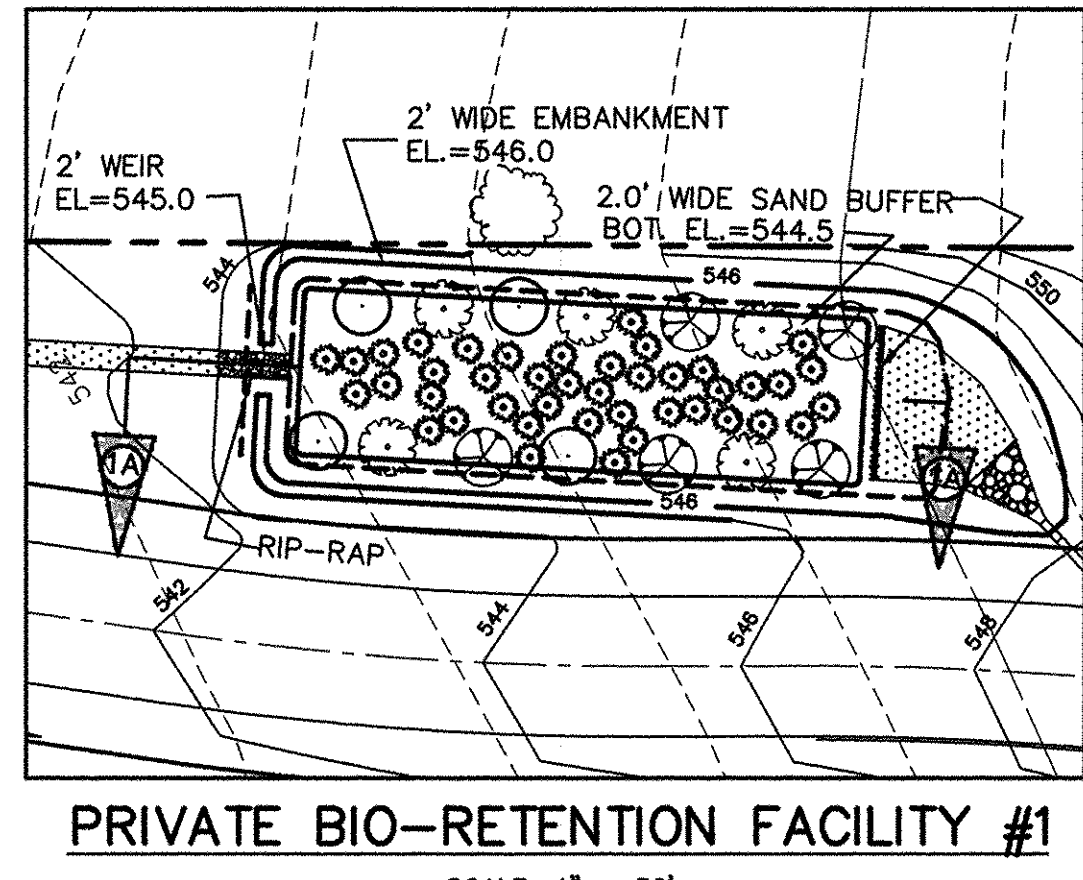 2' WIDE EMBANKMENT
EL.=546.0
2' WEIR
EL=545.0
2.0' WIDE SAND BUFFER
BOT. EL.=544.5
544
546
550
542
1A
1A
546
RIP-RAP
542
544
546
548
PRIVATE BIO-RETENTION FACILITY #1